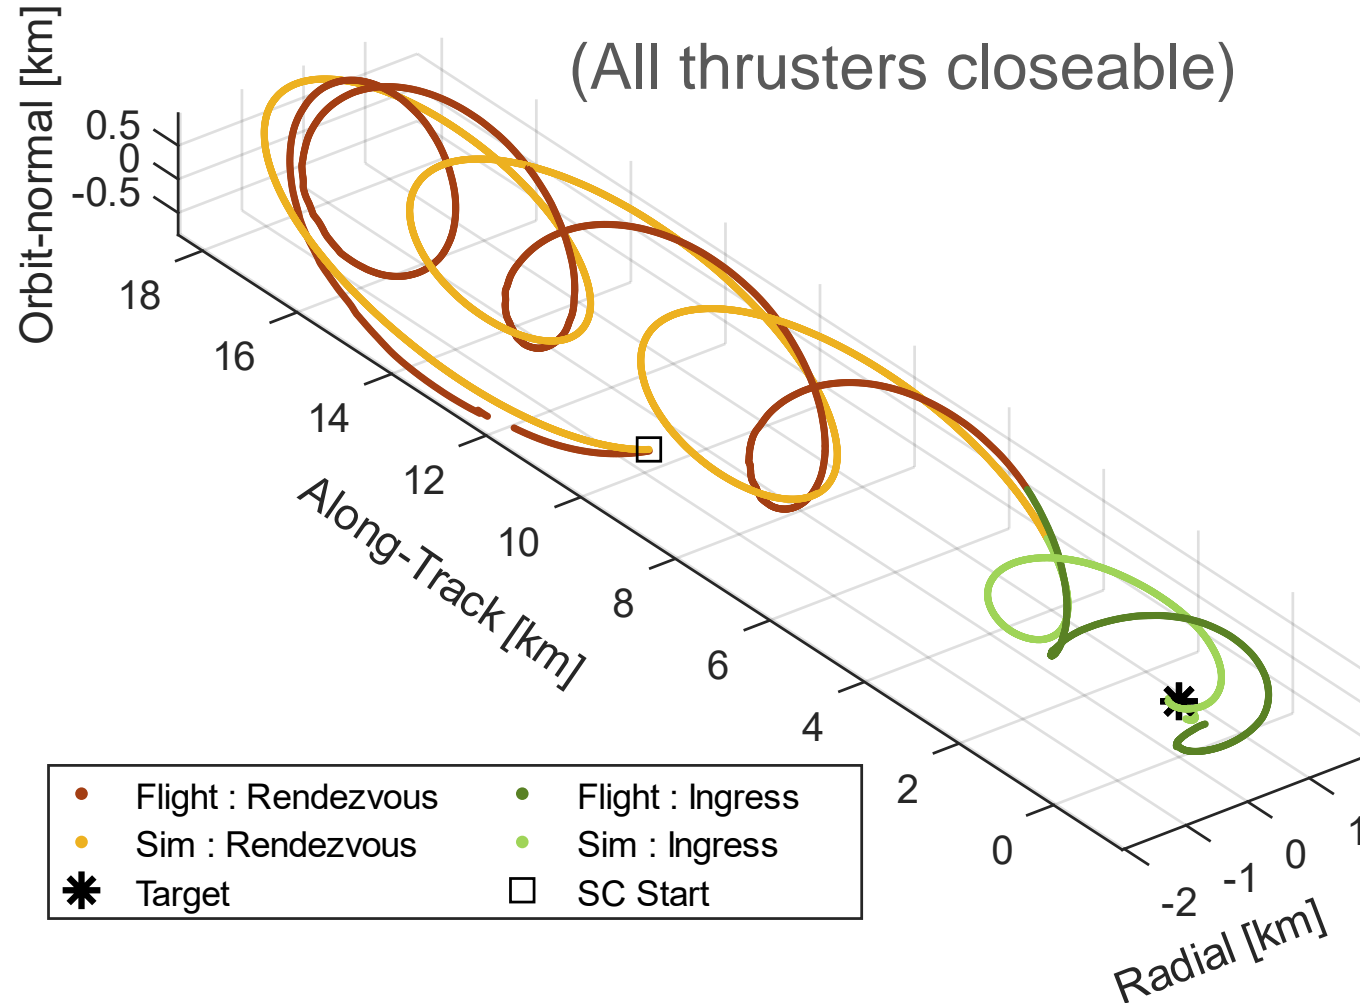 (All thrusters closeable)
Orbit-normal [km]
0.5
0
-0.5
18
16
14
12
10
8
6
4
2
0
Along-Track [km]
-2
-1
0
1
Radial [km]
Flight : Rendezvous
Flight : Ingress
Sim : Rendezvous
Sim : Ingress
Target
SC Start